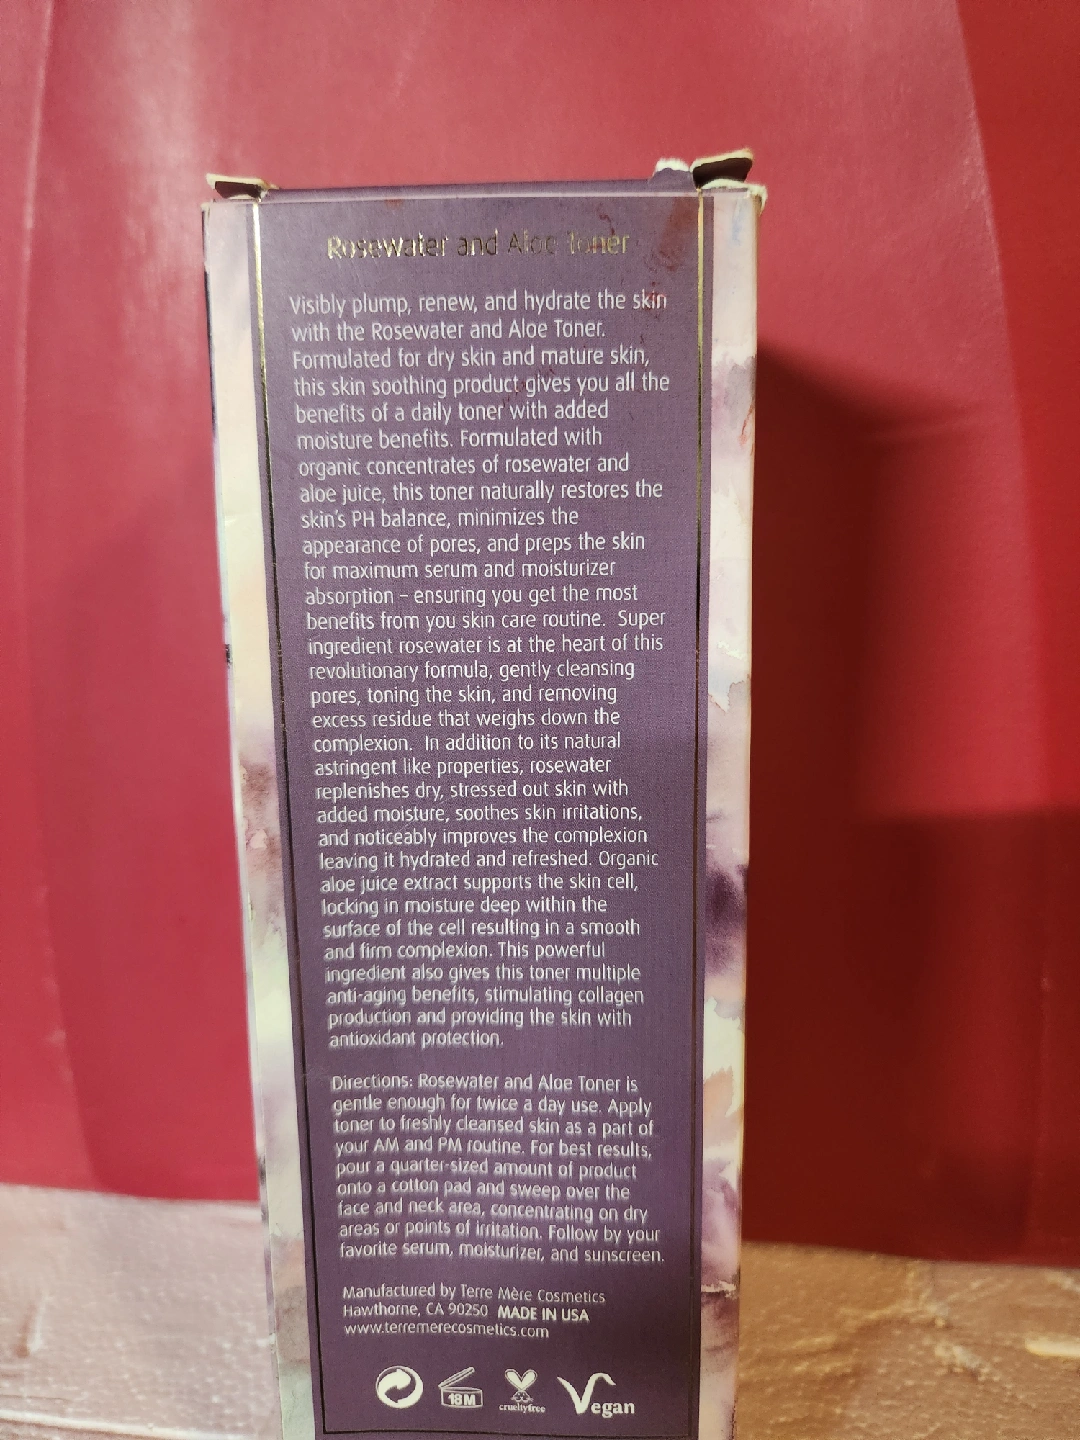 Rosewater and Aloe Toner
Visibly plump, renew, and hydrate the skin
with the Rosewater and Aloe Toner.
Formulated for dry skin and mature skin,
this skin soothing product gives you all the
benefits of a daily toner with added
moisture benefits. Formulated with
organic concentrates of rosewater and
aloe juice, this toner naturally restores the
skin's PH balance, minimizes the
appearance of pores, and preps the skin
for maximum serum and moisturizer
absorption – ensuring you get the most
benefits from you skin care routine. Super
ingredient rosewater is at the heart of this
revolutionary formula, gently cleansing
pores, toning the skin, and removing
excess residue that weighs down the
complexion. In addition to its natural
astringent like properties, rosewater
replenishes dry, stressed out skin with
added moisture, soothes skin irritations,
and noticeably improves the complexion
leaving it hydrated and refreshed. Organic
aloe juice extract supports the skin cell,
locking in moisture deep within the
surface of the cell resulting in a smooth
and firm complexion. This powerful
ingredient also gives this toner multiple
anti-aging benefits, stimulating collagen
production and providing the skin with
antioxidant protection.
Directions: Rosewater and Aloe Toner is
gentle enough for twice a day use. Apply
toner to freshly cleansed skin as a part of
your AM and PM routine. For best results,
pour a quarter-sized amount of product
onto a cotton pad and sweep over the
face and neck area, concentrating on dry
areas or points of irritation. Follow by your
favorite serum, moisturizer, and sunscreen.
Manufactured by Terre Mère Cosmetics
Hawthorne, CA 90250 MADE IN USA
www.terremerecosmetics.com
18M
crueltyfree
Vegan